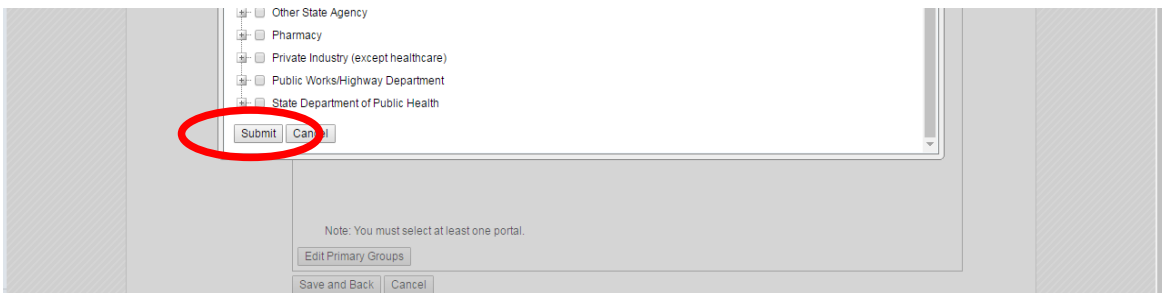 Other State Agency
Pharmacy
Private Industry (except healthcare)
Public Works/Highway Department
State Department of Public Health
Submit Cancel
Note: You must select at least one portal.
Edit Primary Groups
Save and Back Cancel